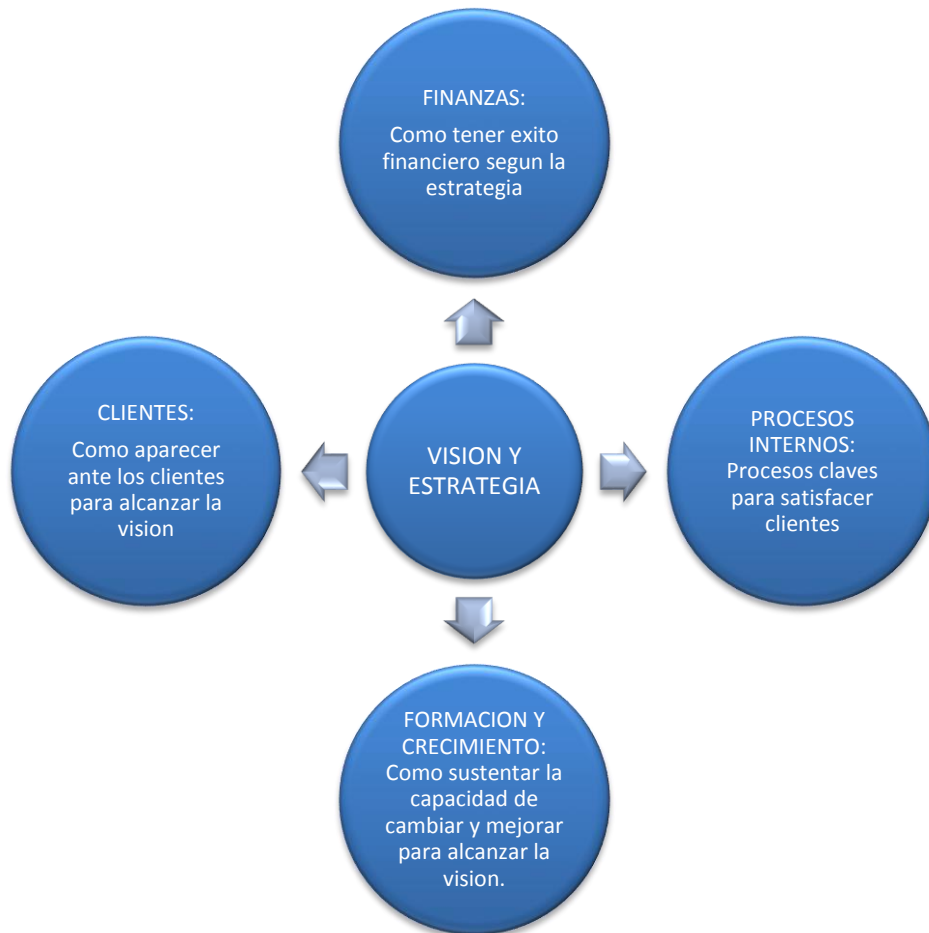 FINANZAS:
Como tener exito
financiero segun la
estrategia
CLIENTES:
Como aparecer
ante los clientes
para alcanzar la
vision
VISION Y
ESTRATEGIA
PROCESOS
INTERNOS:
Procesos claves
para satisfacer
clientes
FORMACION Y
CRECIMIENTO:
Como sustentar la
capacidad de
cambiar y mejorar
para alcanzar la
vision.